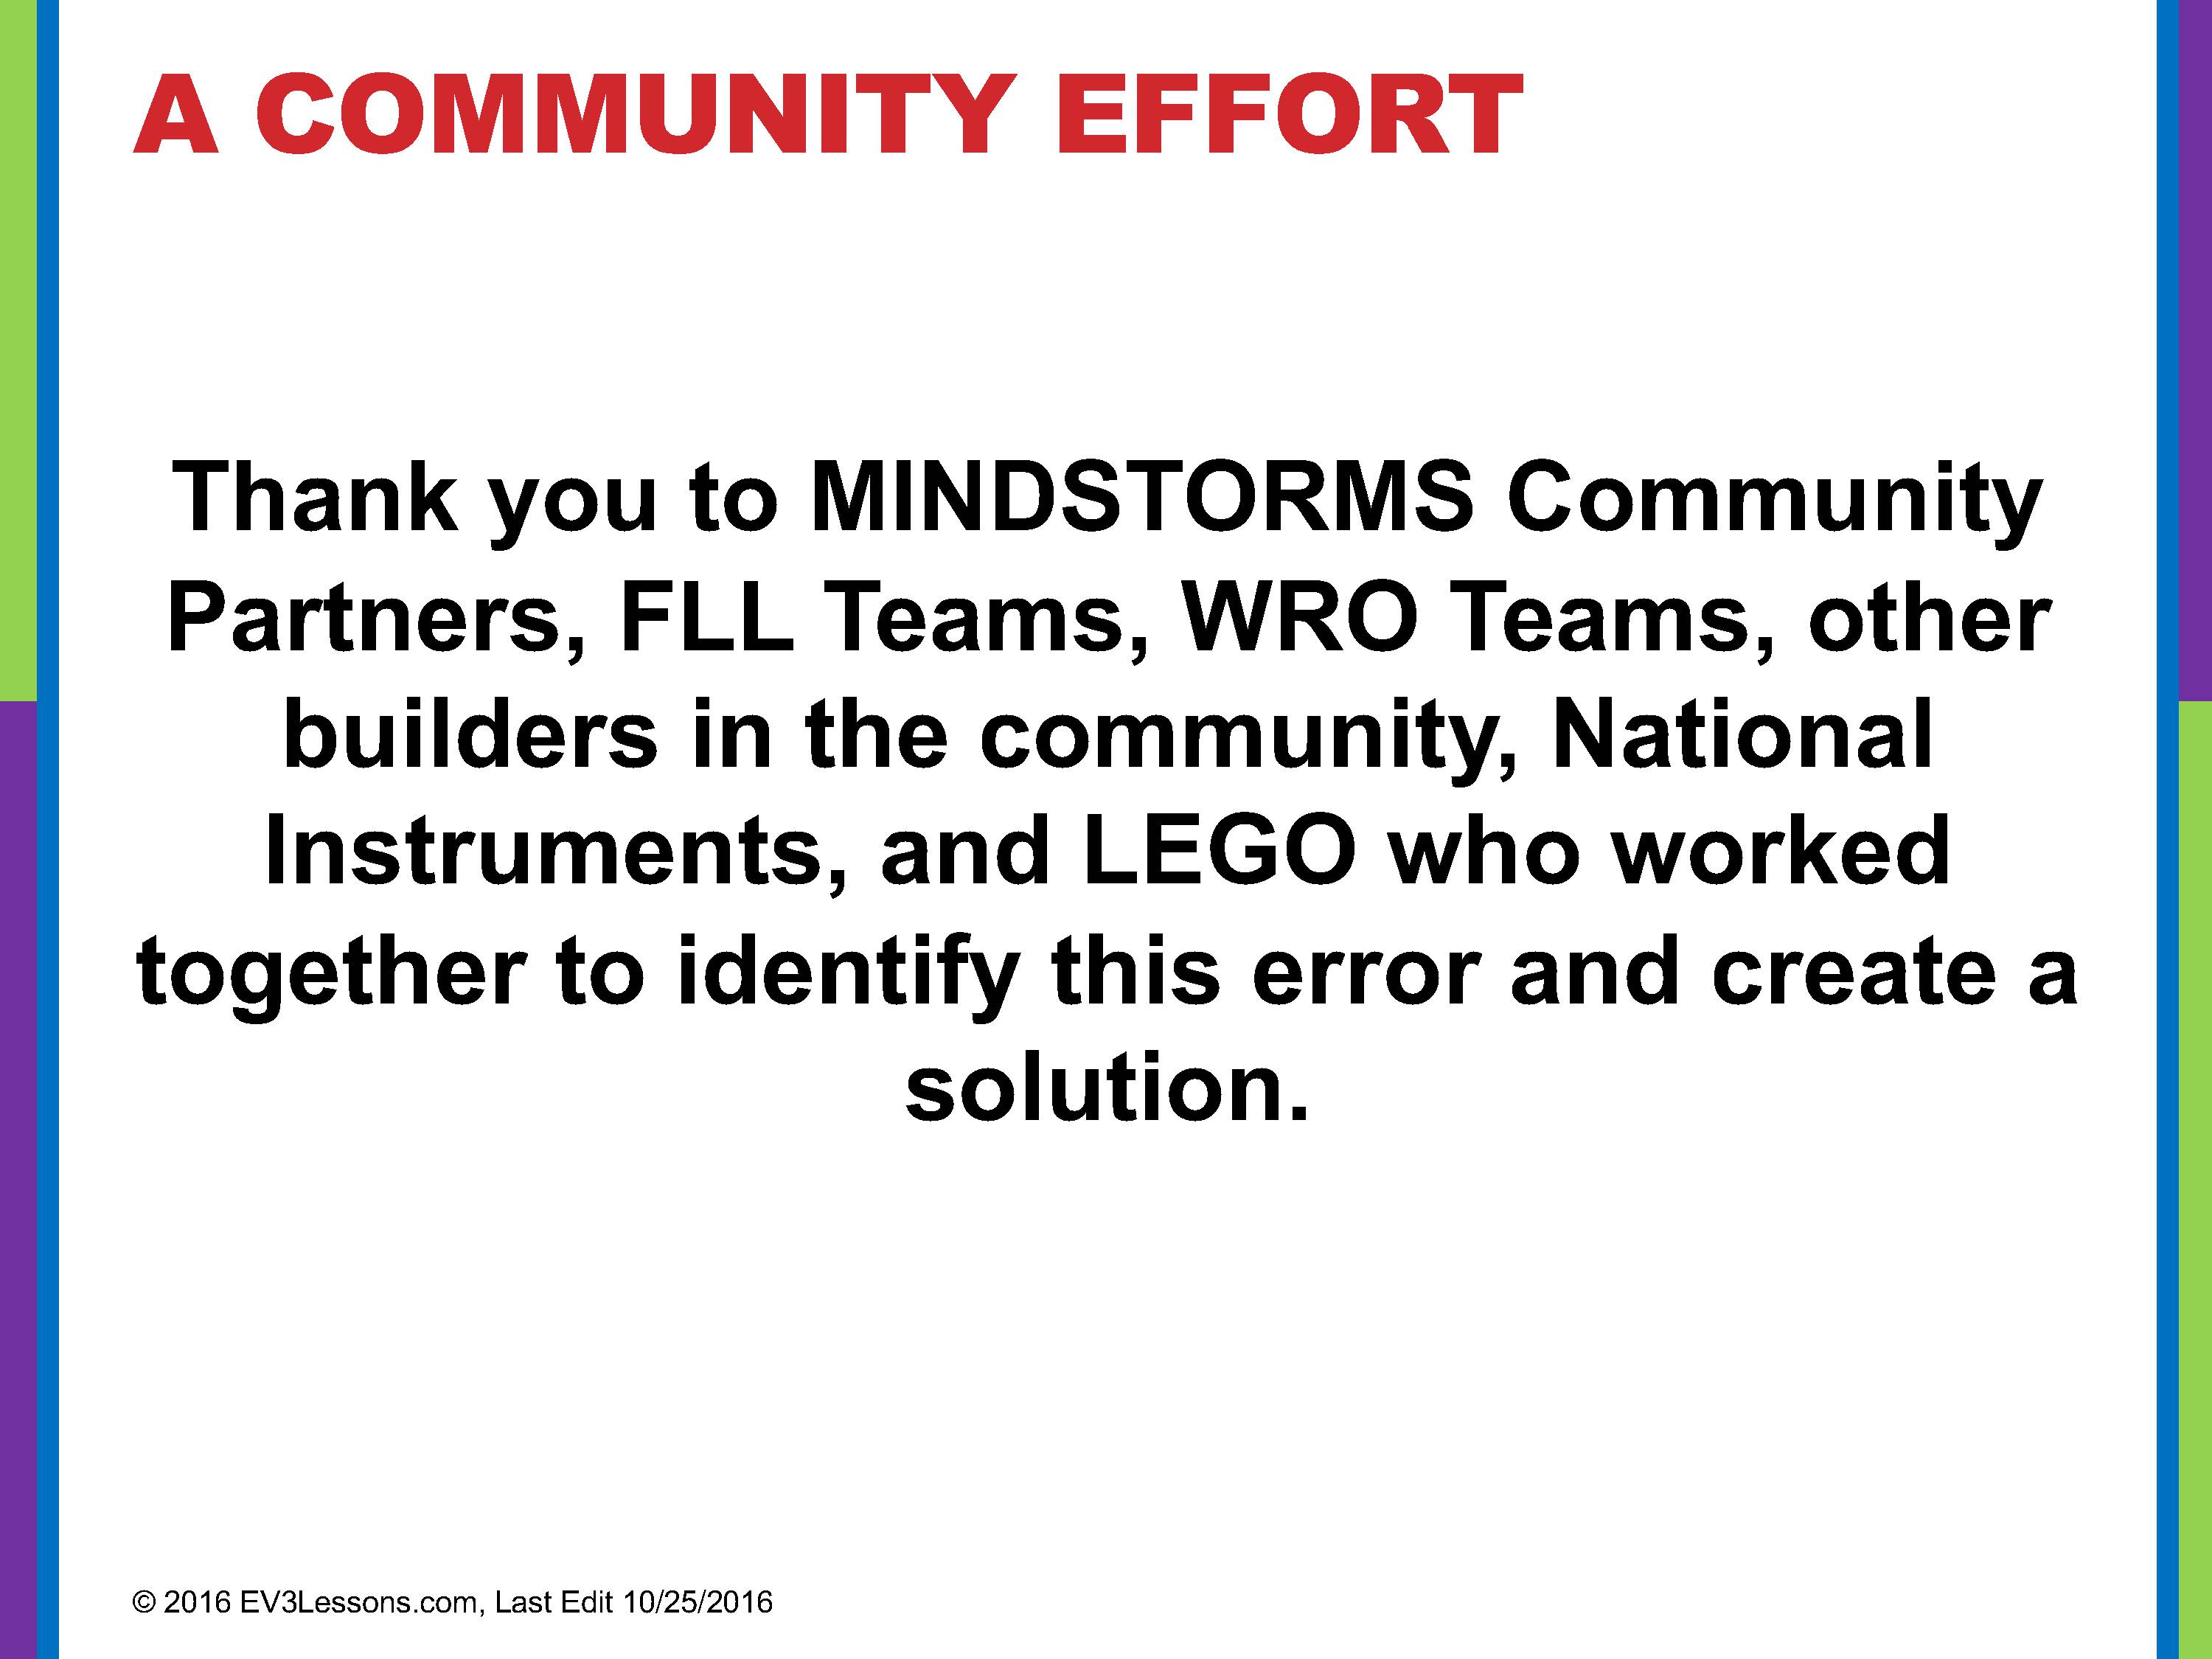 A COMMUNITY EFFORT
Thank you to MINDSTORMS Community
Partners, FLL Teams, WRO Teams, other
builders in the community, National
Instruments, and LEGO who worked
together to identify this error and create a
solution.
© 2016 EV3Lessons.com, Last Edit 10/25/2016